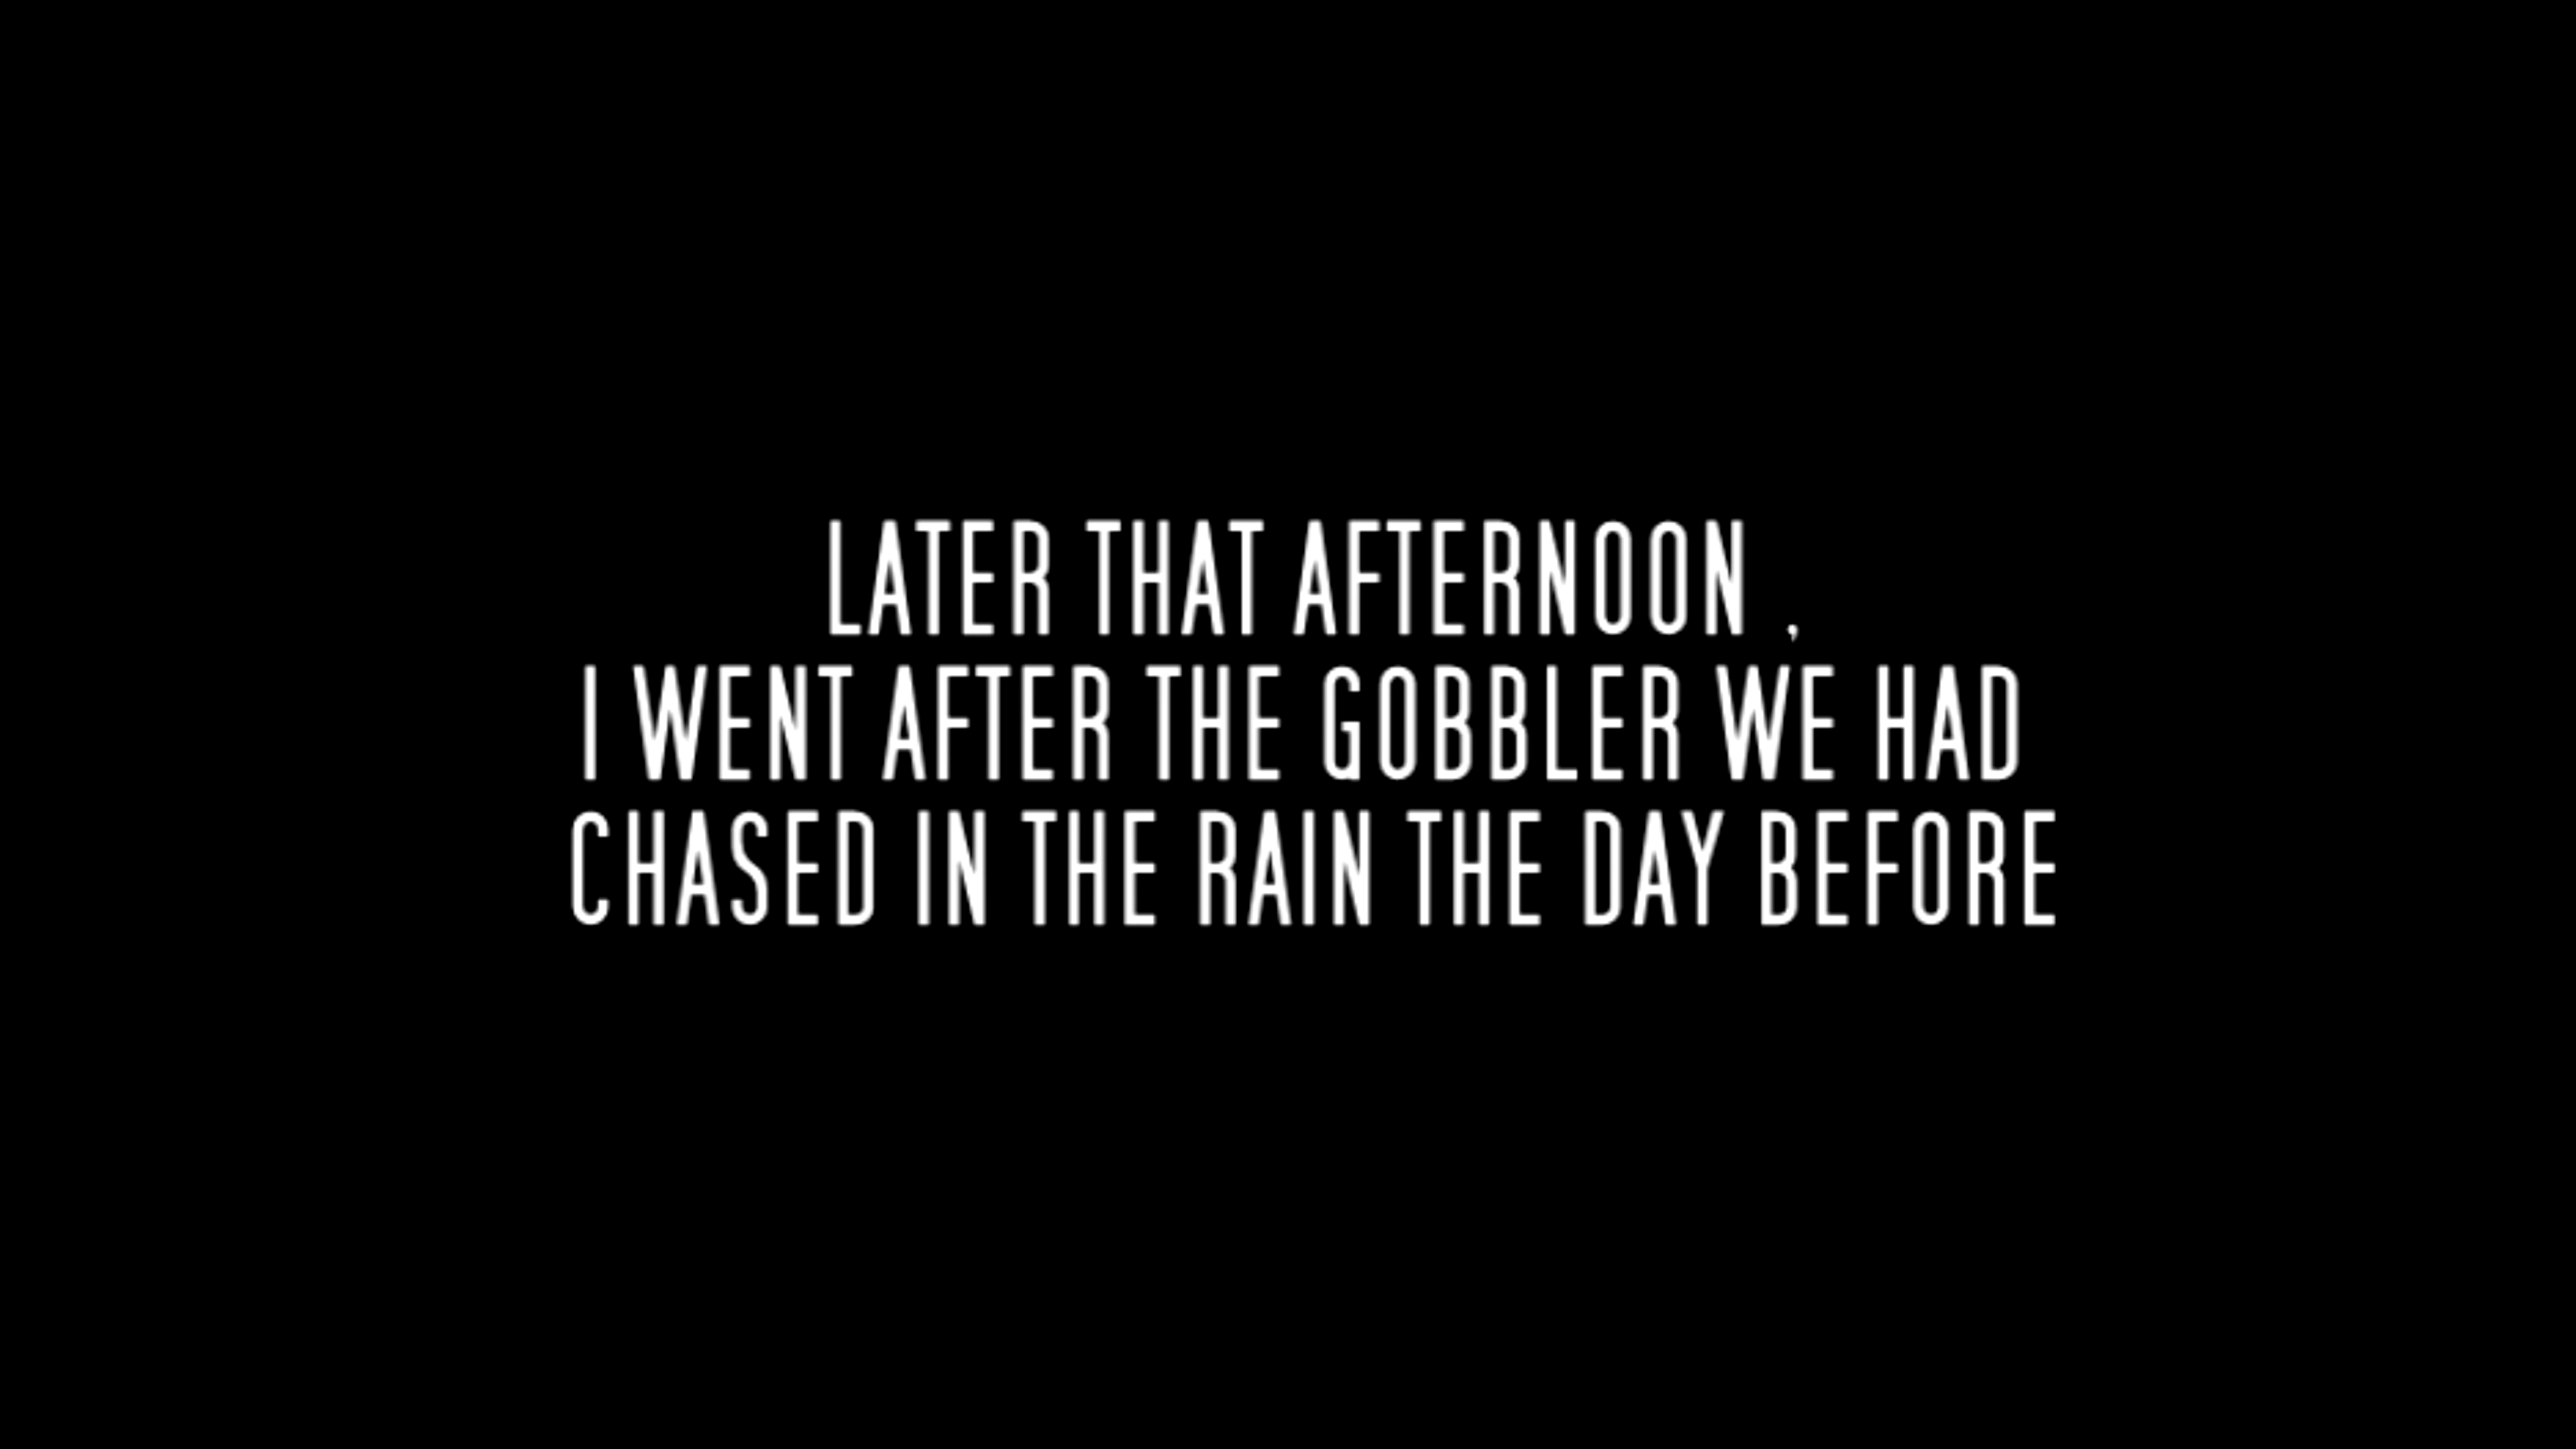 LATER THAT AFTERNOON ,
I WENT AFTER THE GOBBLER WE HAD
CHASED IN THE RAIN THE DAY BEFORE